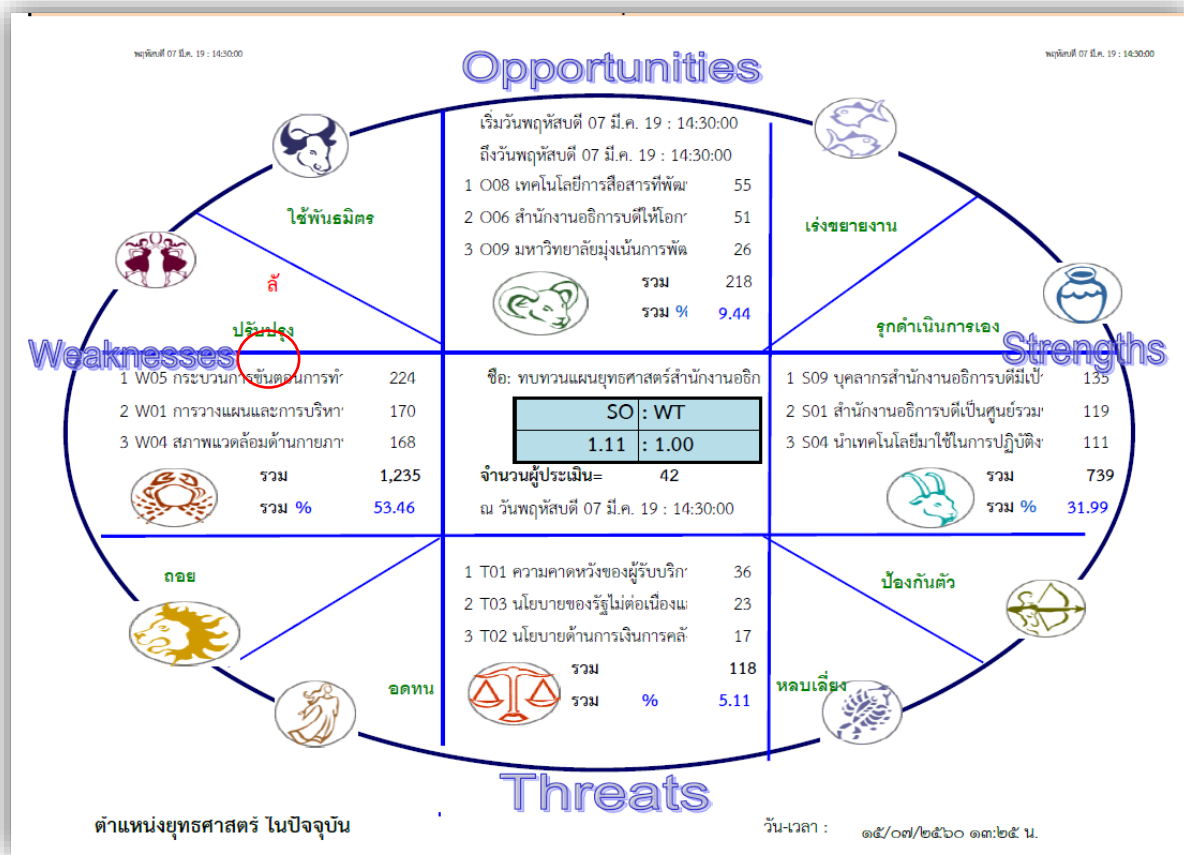 พฤหัสบดี 07 มี.ค. 19 : 14:30:00
พฤหัสบดี 07 มี.ค. 19 : 14:30:00
Opportunities
เริ่มวันพฤหัสบดี 07 มี.ค. 19 : 14:30:00
ถึงวันพฤหัสบดี 07 มี.ค. 19 : 14:30:00
1 O08 เทคโนโลยีการสื่อสารที่พัฒ 55
2 O06 สำนักงานอธิการบดีให้โอกา 51
3 O09 มหาวิทยาลัยมุ่งเน้นการพัฒ 26
รวม 218
รวม % 9.44
ใช้พันธมิตร
ลั
ปรับปรุง
เร่งขยายงาน
รุกดำเนินการเอง
Weaknesses
Strengths
1 W05 กระบวนการขั้นตอนการทำ 224
2 W01 การวางแผนและการบริหา 170
3 W04 สภาพแวดล้อมด้านกายภา 168
รวม 1,235
รวม % 53.46
ชื่อ: ทบทวนแผนยุทธศาสตร์สำนักงานอธิก
SO : WT
1.11 : 1.00
จำนวนผู้ประเมิน= 42
ณ วันพฤหัสบดี 07 มี.ค. 19 : 14:30:00
1 S09 บุคลากรสำนักงานอธิการบดีมีเป้ 135
2 S01 สำนักงานอธิการบดีเป็นศูนย์รวม 119
3 S04 นำเทคโนโลยีมาใช้ในการปฏิบัติง 111
รวม 739
รวม % 31.99
ถอย
อดทน
1 T01 ความคาดหวังของผู้รับบริกา 36
2 T03 นโยบายของรัฐไม่ต่อเนื่องแ 23
3 T02 นโยบายด้านการเงินการคลั 17
รวม 118
รวม % 5.11
ป้องกันตัว
หลบเลี่ยง
Threats
ตำแหน่งยุทธศาสตร์ ในปัจจุบัน
วัน-เวลา : ๑๕/๐๗/๒๕๖๐ ๑๓:๒๕ น.